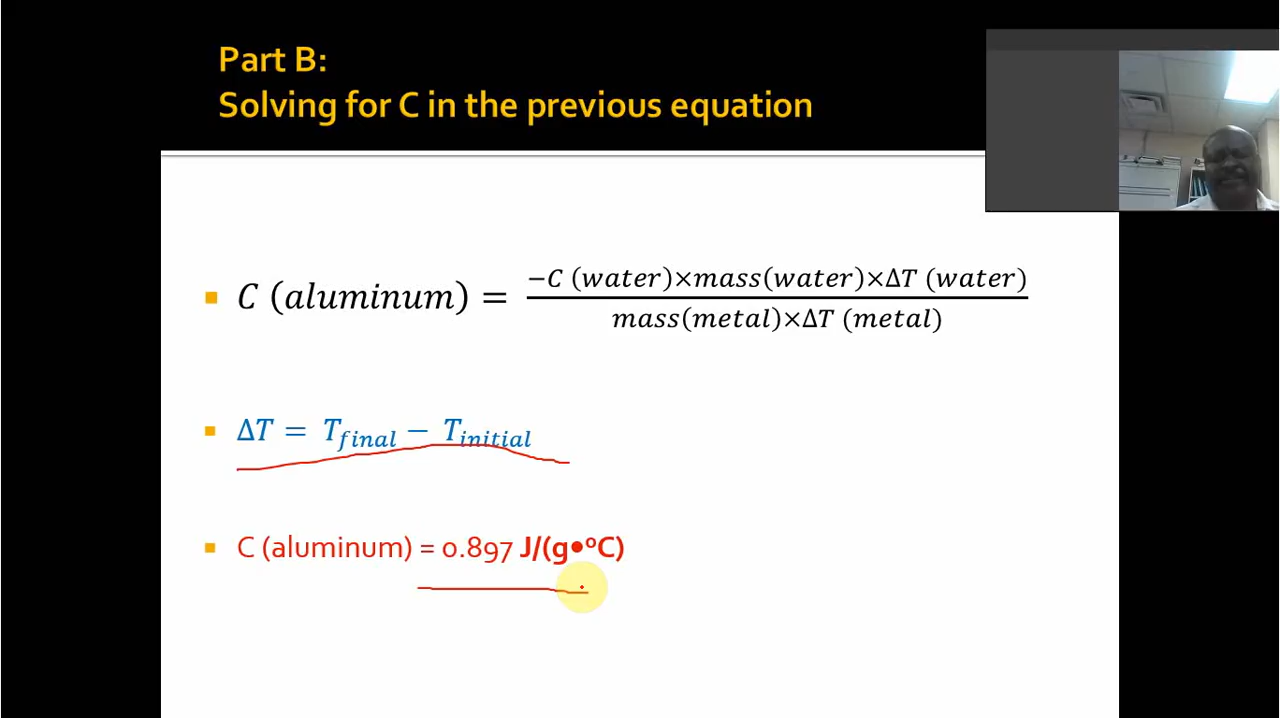 Part B:
Solving for C in the previous equation
▪ C (aluminum) = −C (water)×mass(water)×ΔT (water) / mass(metal)×ΔT (metal)
▪ ΔT = T_final − T_initial
▪ C (aluminum) = 0.897 J/(g•°C)